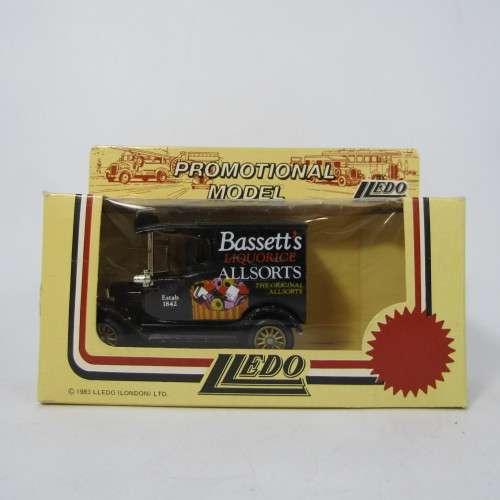 PROMOTIONAL
MODEL
LLEDO
Bassett's
LIQUORICE
ALLSORTS
THE ORIGINAL
ALLSORTS
Estab
1842
LLEDO
© 1983 LLEDO (LONDON) LTD.